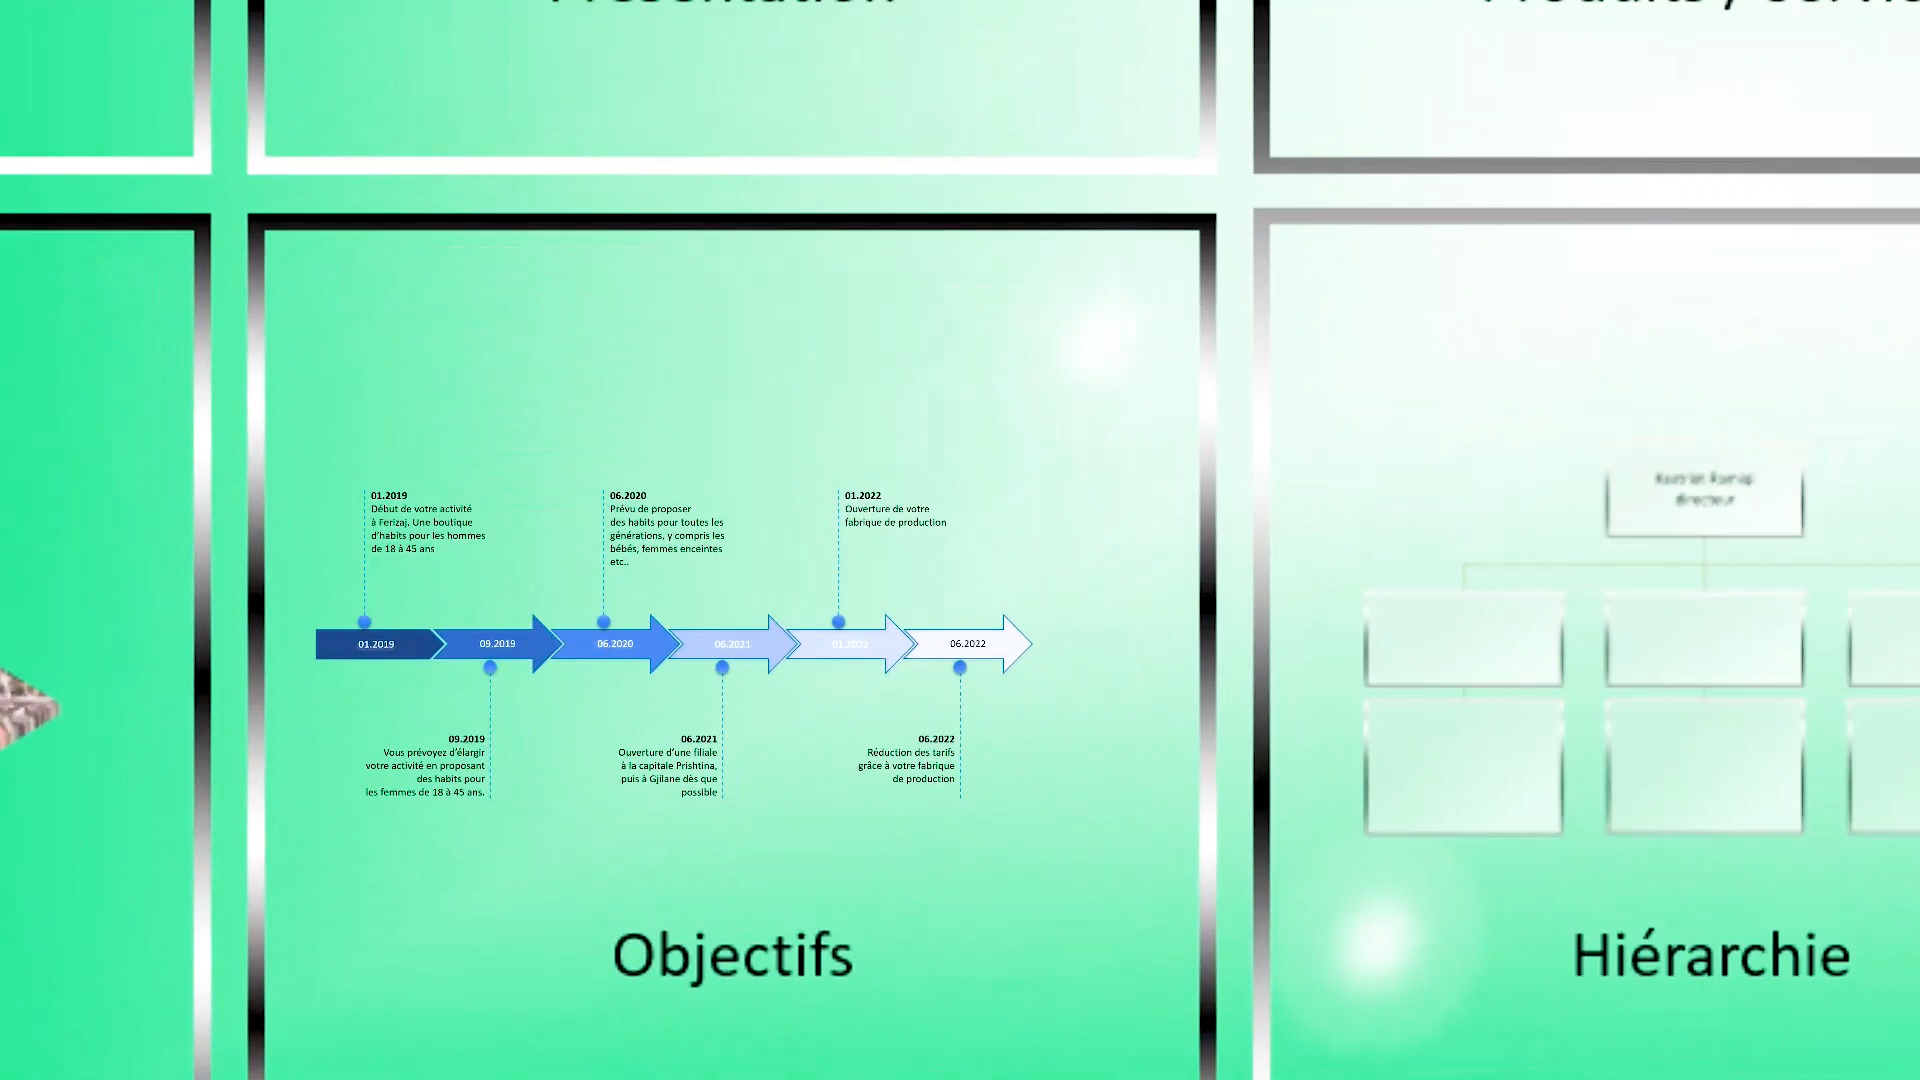 Présentation
01.2019
Début de votre activité
à Ferizaj. Une boutique
d'habits pour les hommes
de 18 à 45 ans
06.2020
Prévu de proposer
des habits pour toutes les
générations, y compris les
bébés, femmes enceintes
etc..
01.2022
Ouverture de votre
fabrique de production
01.2019
09.2019
06.2020
06.2021
01.2022
06.2022
09.2019
Vous prévoyez d'élargir
votre activité en proposant
des habits pour
les femmes de 18 à 45 ans.
06.2021
Ouverture d'une filiale
à la capitale Prishtina,
puis à Gjilane dès que
possible
06.2022
Réduction des tarifs
grâce à votre fabrique
de production
Objectifs
directeur
Hiérarchie